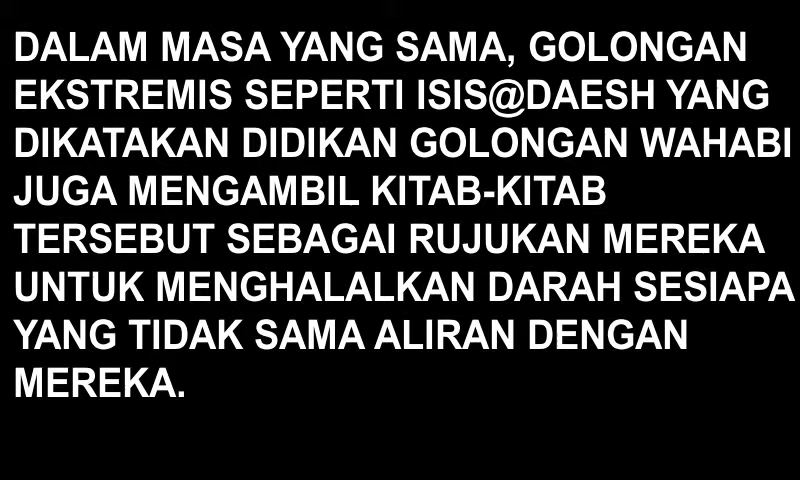 DALAM MASA YANG SAMA, GOLONGAN
EKSTREMIS SEPERTI ISIS@DAESH YANG
DIKATAKAN DIDIKAN GOLONGAN WAHABI
JUGA MENGAMBIL KITAB-KITAB
TERSEBUT SEBAGAI RUJUKAN MEREKA
UNTUK MENGHALALKAN DARAH SESIAPA
YANG TIDAK SAMA ALIRAN DENGAN
MEREKA.